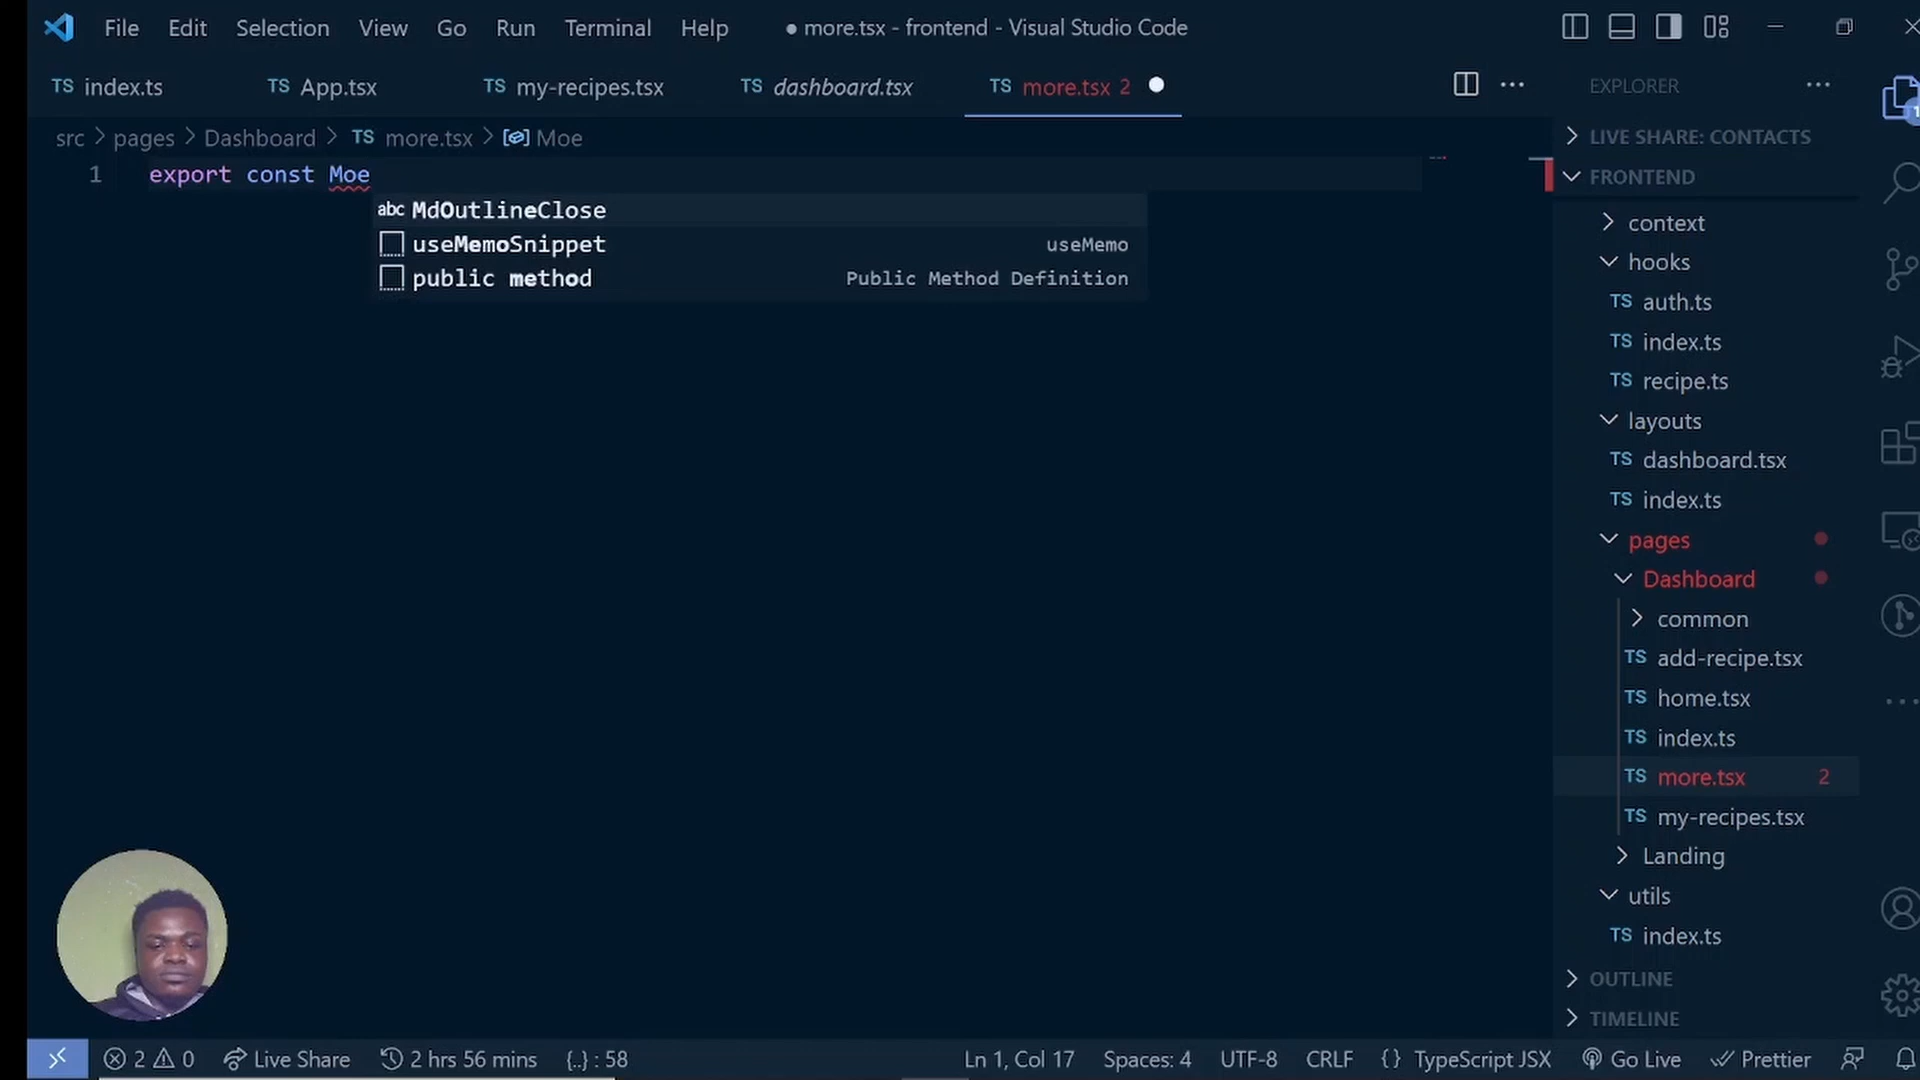 File Edit Selection View Go Run Terminal Help
● more.tsx - frontend - Visual Studio Code
TS index.ts
TS App.tsx
TS my-recipes.tsx
TS dashboard.tsx
TS more.tsx 2
src > pages > Dashboard > TS more.tsx > Moe
1 export const Moe
abc MdOutlineClose
useMemoSnippet useMemo
public method Public Method Definition
EXPLORER
LIVE SHARE: CONTACTS
FRONTEND
context
hooks
TS auth.ts
TS index.ts
TS recipe.ts
layouts
TS dashboard.tsx
TS index.ts
pages
Dashboard
common
TS add-recipe.tsx
TS home.tsx
TS index.ts
TS more.tsx 2
TS my-recipes.tsx
Landing
utils
TS index.ts
OUTLINE
TIMELINE
1
2 0 Live Share 2 hrs 56 mins {..} : 58 Ln 1, Col 17 Spaces: 4 UTF-8 CRLF {} TypeScript JSX Go Live Prettier